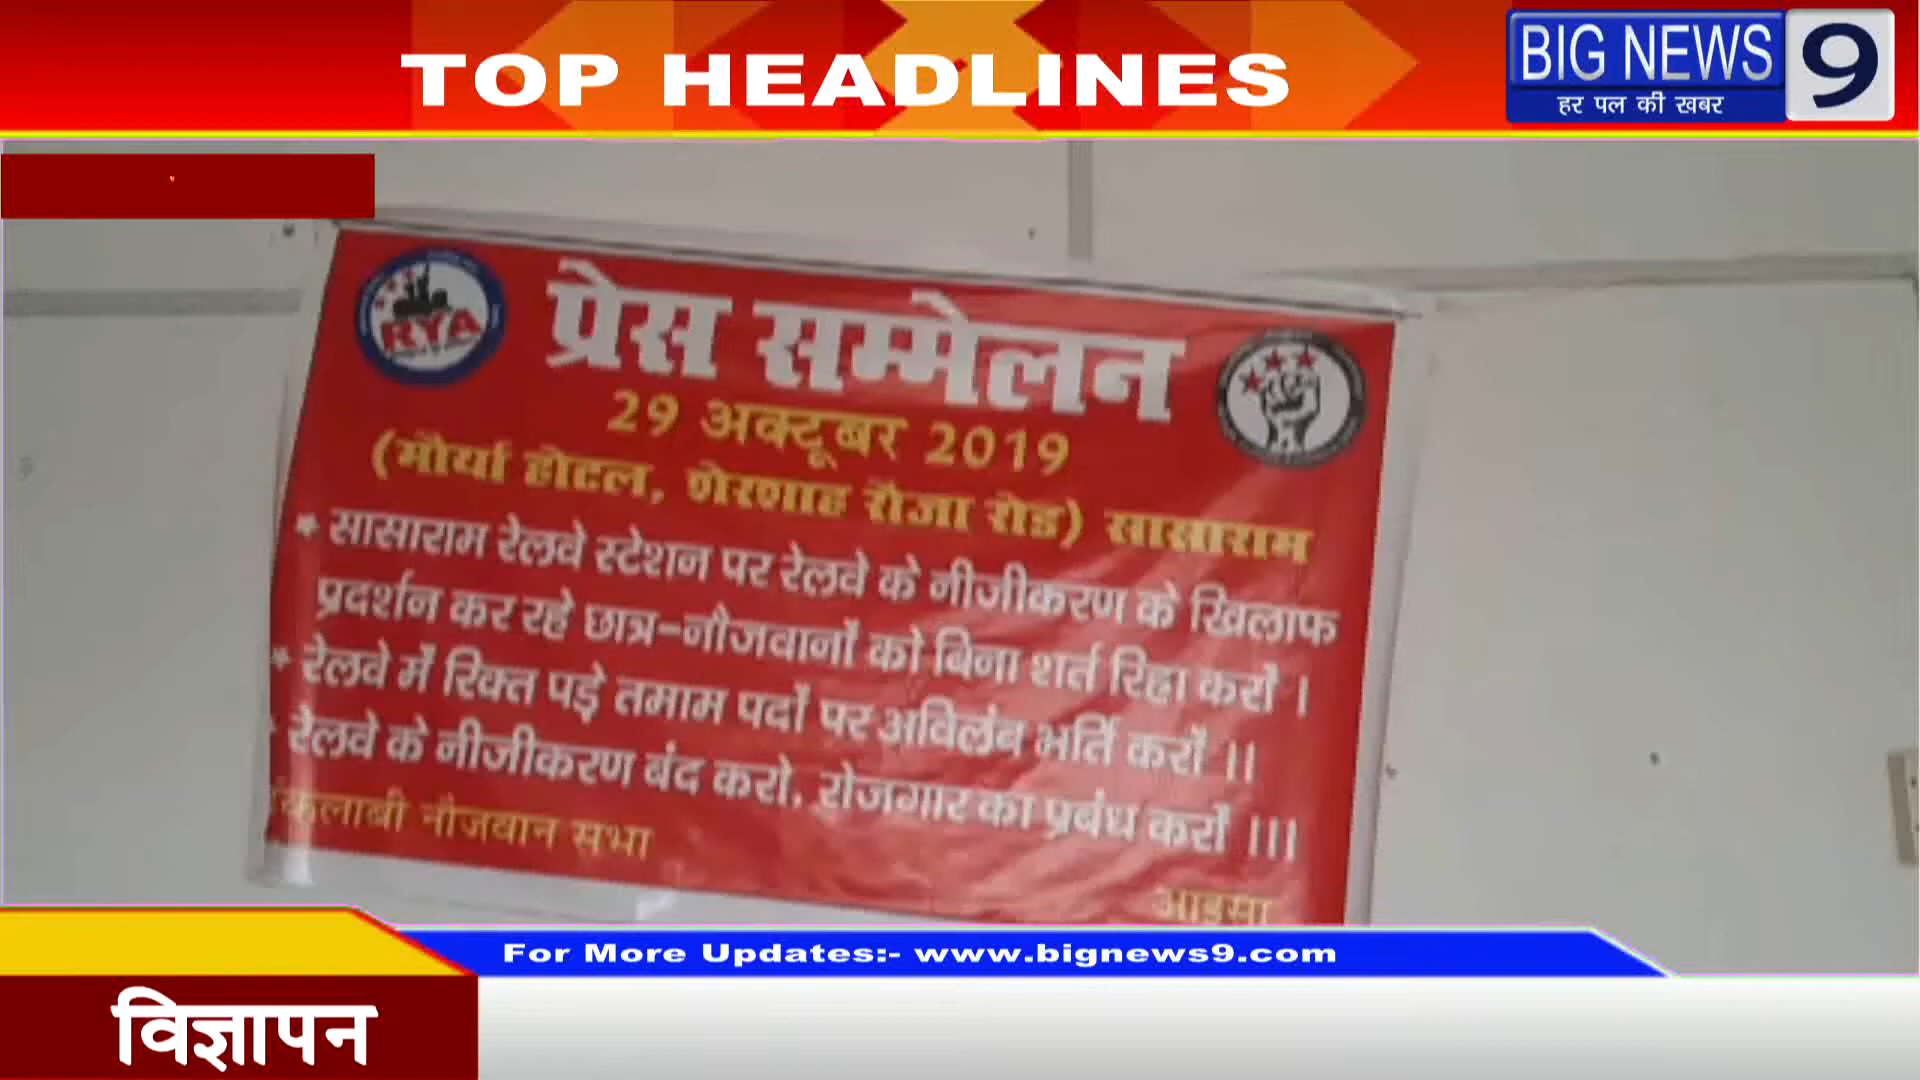 TOP HEADLINES
BIG NEWS 9
हर पल की खबर
RYA
प्रेस सम्मेलन
29 अक्टूबर 2019
(मौर्या होटल, शेरशाह रौजा रोड) सासाराम
* सासाराम रेलवे स्टेशन पर रेलवे के नीजीकरण के खिलाफ
प्रदर्शन कर रहे छात्र-नौजवानों को बिना शर्त रिहा करों ।
* रेलवे में रिक्त पड़े तमाम पदों पर अविलंब भर्ति करों ।।
रेलवे के नीजीकरण बंद करो, रोजगार का प्रबंध करों ।।।
नौजवान सभा
आइसा
For More Updates:- www.bignews9.com
विज्ञापन